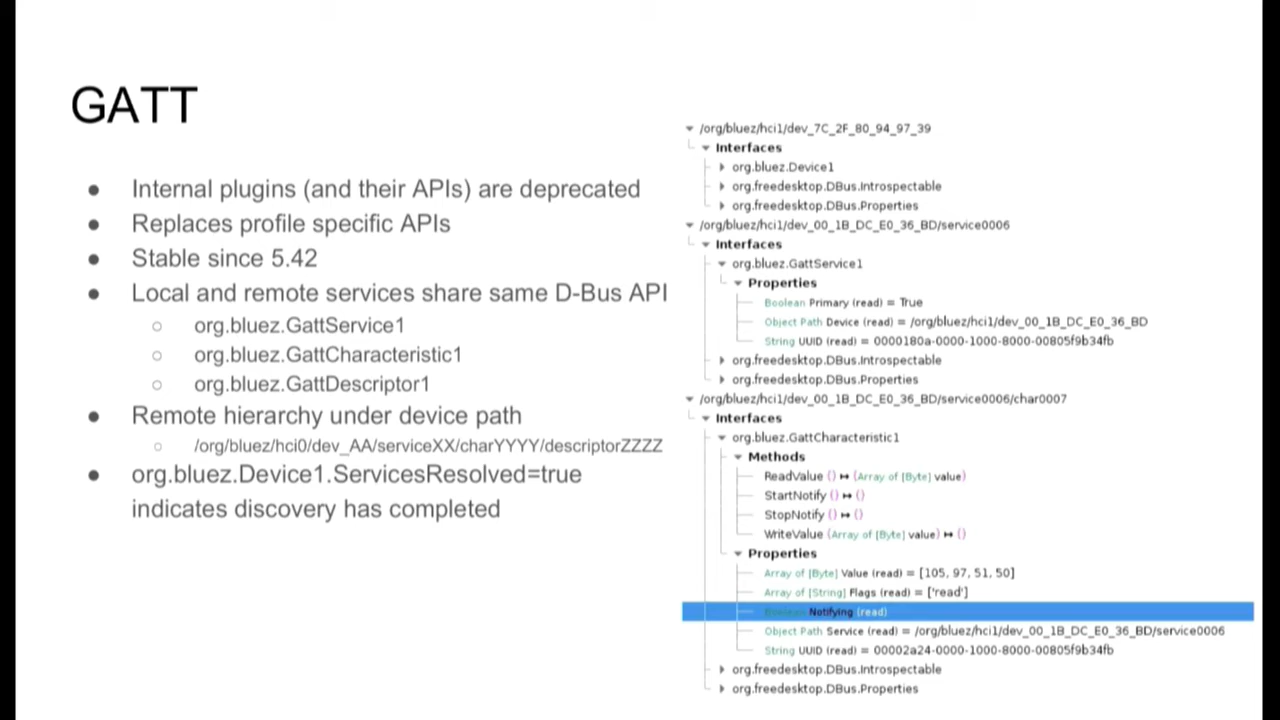 GATT
● Internal plugins (and their APIs) are deprecated
● Replaces profile specific APIs
● Stable since 5.42
● Local and remote services share same D-Bus API
○ org.bluez.GattService1
○ org.bluez.GattCharacteristic1
○ org.bluez.GattDescriptor1
● Remote hierarchy under device path
○ /org/bluez/hci0/dev_AA/serviceXX/charYYYY/descriptorZZZZ
● org.bluez.Device1.ServicesResolved=true
indicates discovery has completed
/org/bluez/hci1/dev_7C_2F_80_94_97_39
Interfaces
org.bluez.Device1
org.freedesktop.DBus.Introspectable
org.freedesktop.DBus.Properties
/org/bluez/hci1/dev_00_1B_DC_E0_36_BD/service0006
Interfaces
org.bluez.GattService1
Properties
Boolean Primary (read) = True
Object Path Device (read) = /org/bluez/hci1/dev_00_1B_DC_E0_36_BD
String UUID (read) = 0000180a-0000-1000-8000-00805f9b34fb
org.freedesktop.DBus.Introspectable
org.freedesktop.DBus.Properties
/org/bluez/hci1/dev_00_1B_DC_E0_36_BD/service0006/char0007
Interfaces
org.bluez.GattCharacteristic1
Methods
ReadValue () ↦ (Array of [Byte] value)
StartNotify () ↦ ()
StopNotify () ↦ ()
WriteValue (Array of [Byte] value) ↦ ()
Properties
Array of [Byte] Value (read) = [105, 97, 51, 50]
Array of [String] Flags (read) = ['read']
Boolean Notifying (read)
Object Path Service (read) = /org/bluez/hci1/dev_00_1B_DC_E0_36_BD/service0006
String UUID (read) = 00002a24-0000-1000-8000-00805f9b34fb
org.freedesktop.DBus.Introspectable
org.freedesktop.DBus.Properties